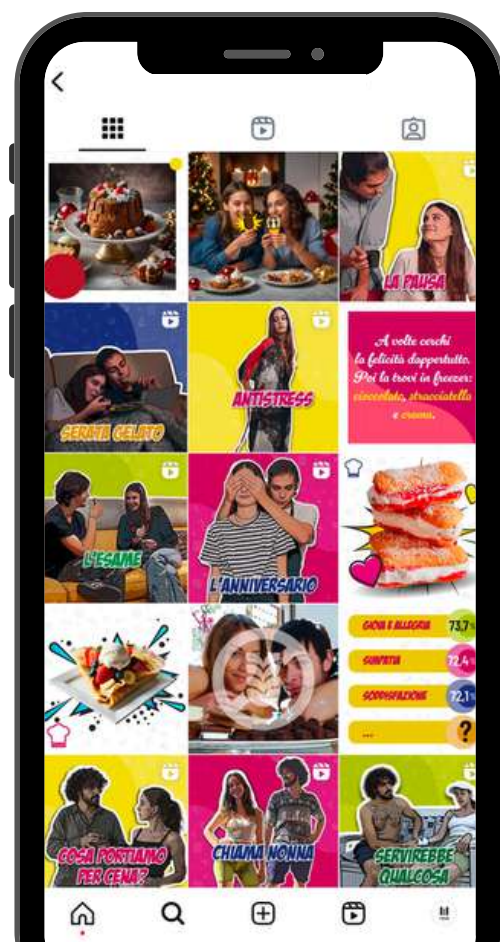 LA PAUSA
SERATA GELATO
ANTISTRESS
A volte cerchi
la felicità dappertutto.
Poi la trovi in freezer:
cioccolato, stracciatella
e crema.
L'ESAME
L'ANNIVERSARIO
GIOIA E ALLEGRIA 73,7%
SIMPATIA 72,4%
SODDISFAZIONE 72,1%
... ?
COSA PORTIAMO
PER CENA?
CHIAMA NONNA
SERVIREBBE
QUALCOSA